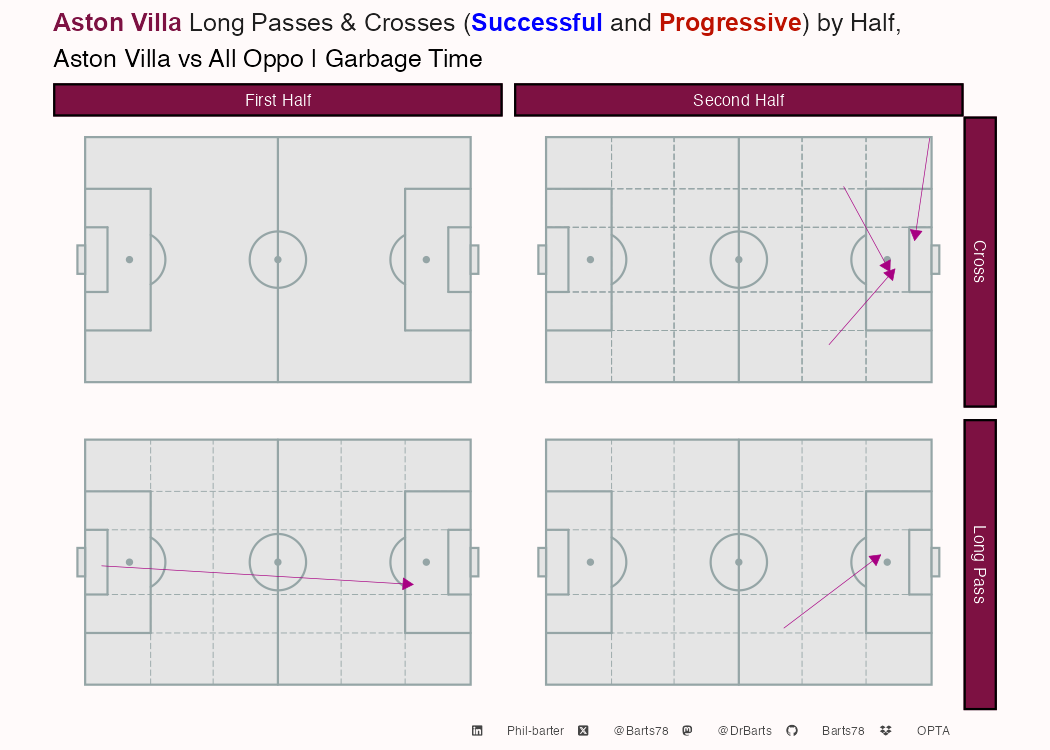 Aston Villa Long Passes & Crosses (Successful and Progressive) by Half,
Aston Villa vs All Oppo | Garbage Time
First Half
Second Half
Cross
Long Pass
Phil-barter @Barts78 @DrBarts Barts78 OPTA